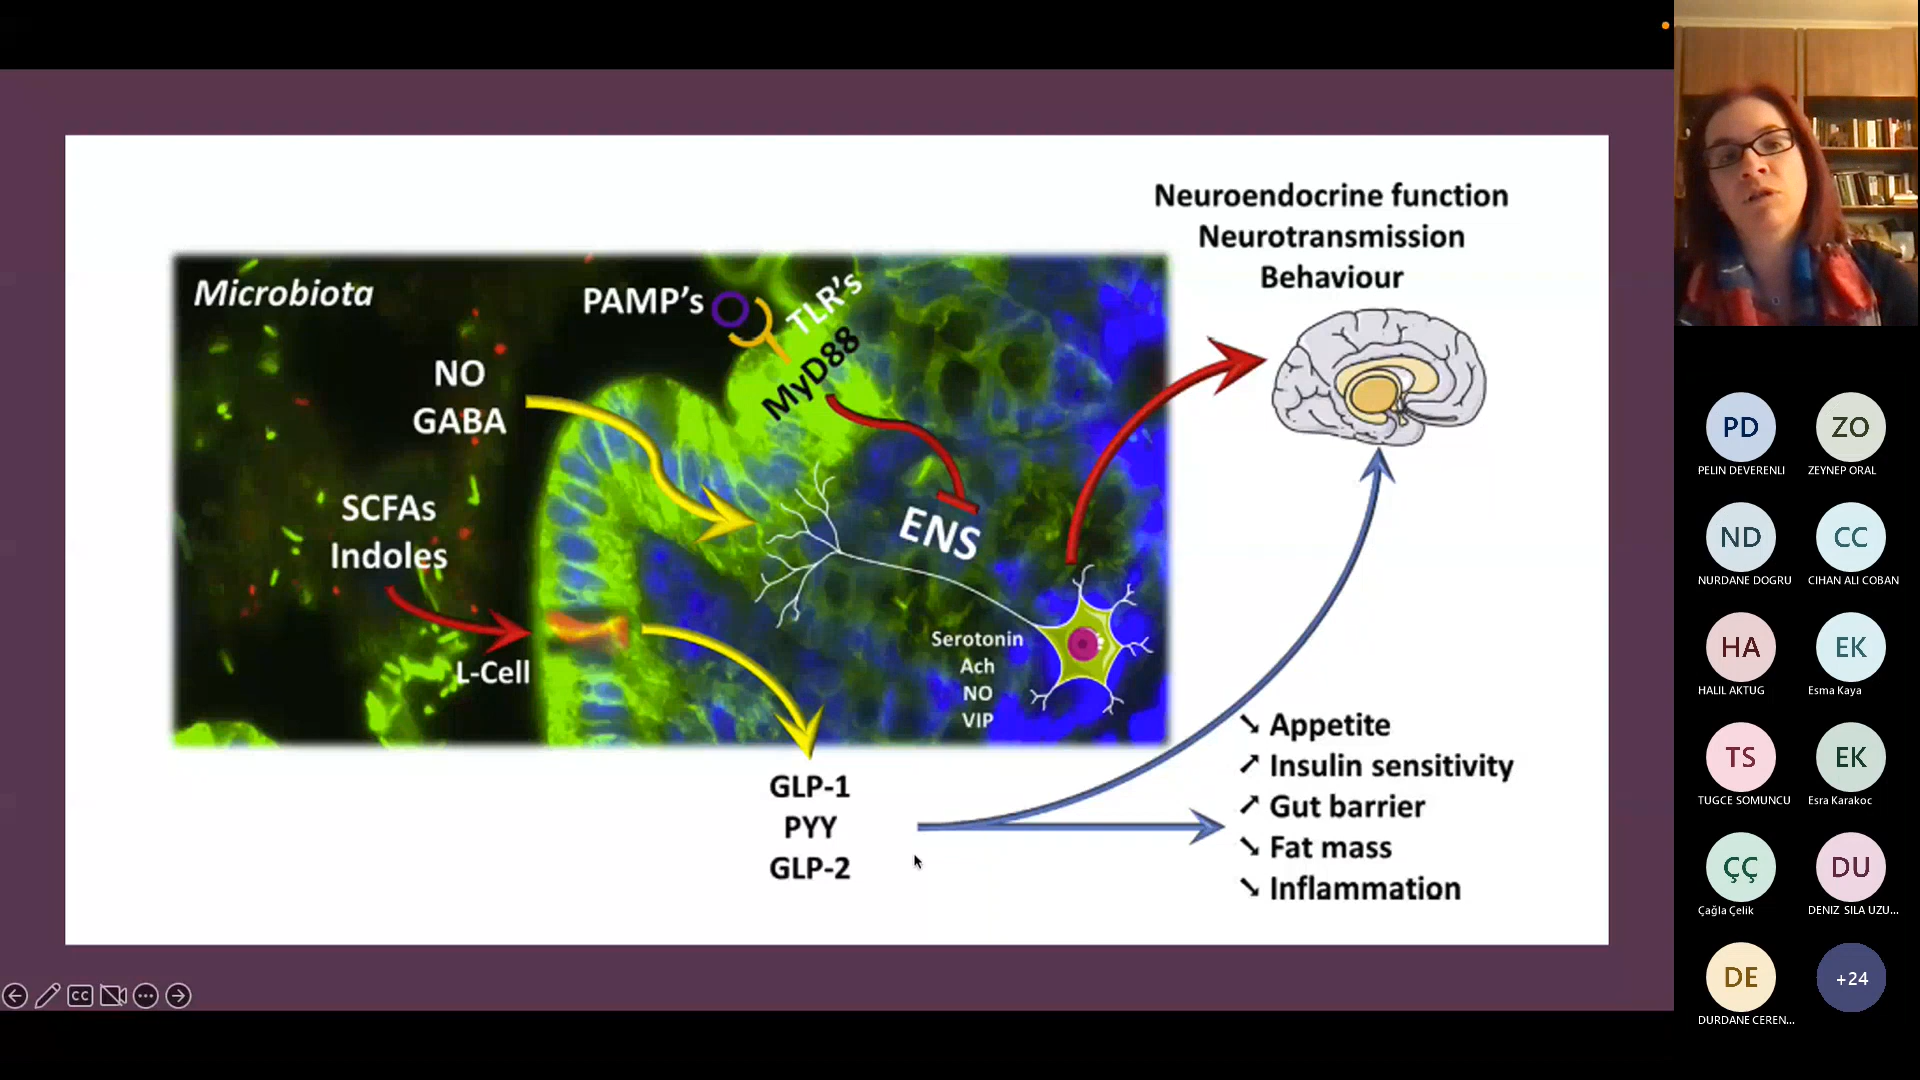 Neuroendocrine function
Neurotransmission
Behaviour
Microbiota
PAMP's
TLR's
MyD88
NO
GABA
SCFAs
Indoles
L-Cell
ENS
Serotonin
Ach
NO
VIP
GLP-1
PYY
GLP-2
↘ Appetite
↗ Insulin sensitivity
↗ Gut barrier
↘ Fat mass
↘ Inflammation
CC
PD
PELIN DEVERENLI
ZO
ZEYNEP ORAL
ND
NURDANE DOGRU
CC
CIHAN ALI COBAN
HA
HALIL AKTUG
EK
Esma Kaya
TS
TUGCE SOMUNCU
EK
Esra Karakoc
ÇÇ
Çağla Çelik
DU
DENIZ SILA UZU...
DE
DURDANE CEREN...
+24